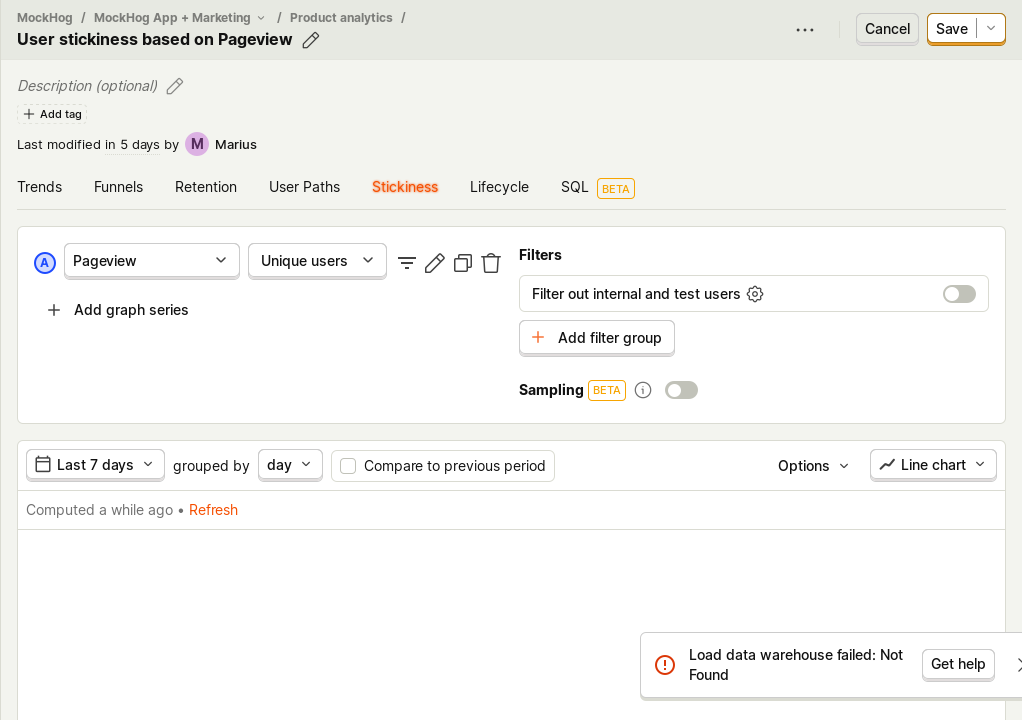 MockHog / MockHog App + Marketing / Product analytics /
User stickiness based on Pageview
Cancel
Save
Description (optional)
Add tag
Last modified in 5 days by M Marius
Trends Funnels Retention User Paths Stickiness Lifecycle SQL BETA
A Pageview Unique users
Add graph series
Filters
Filter out internal and test users
Add filter group
Sampling BETA
Last 7 days grouped by day Compare to previous period Options Line chart
Computed a while ago • Refresh
Load data warehouse failed: Not
Found
Get help